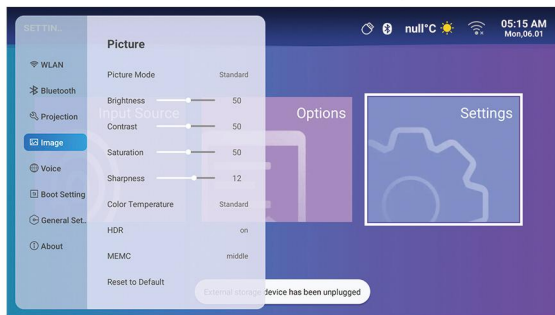 SETTIN..
05:15 AM
null°C
Mon,06.01
Picture
WLAN
Picture Mode Standard
Bluetooth
Brightness 50
Input Source
Options
Settings
Projection
Contrast 50
Image
Saturation 50
Voice
Sharpness 12
Boot Setting
Color Temperature Standard
General Set..
HDR on
About
MEMC middle
Reset to Default
External storage device has been unplugged